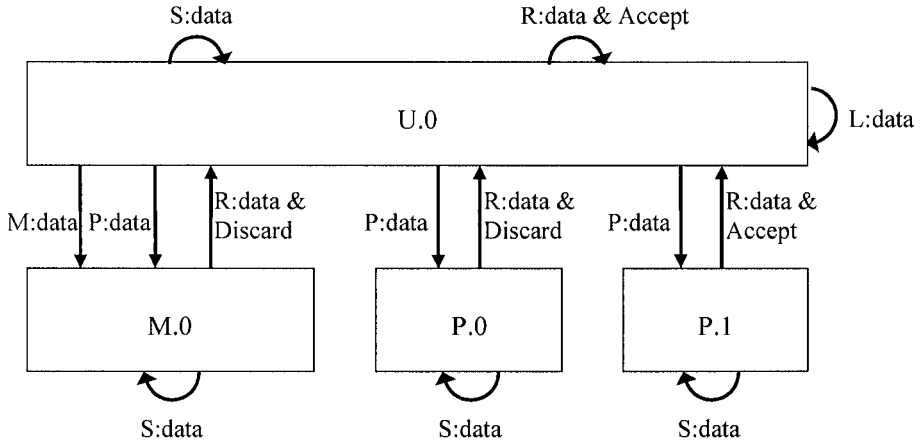 S:data
R:data & Accept
U.0
L:data
M:data
P:data
R:data &
Discard
P:data
R:data &
Discard
P:data
R:data &
Accept
M.0
P.0
P.1
S:data
S:data
S:data